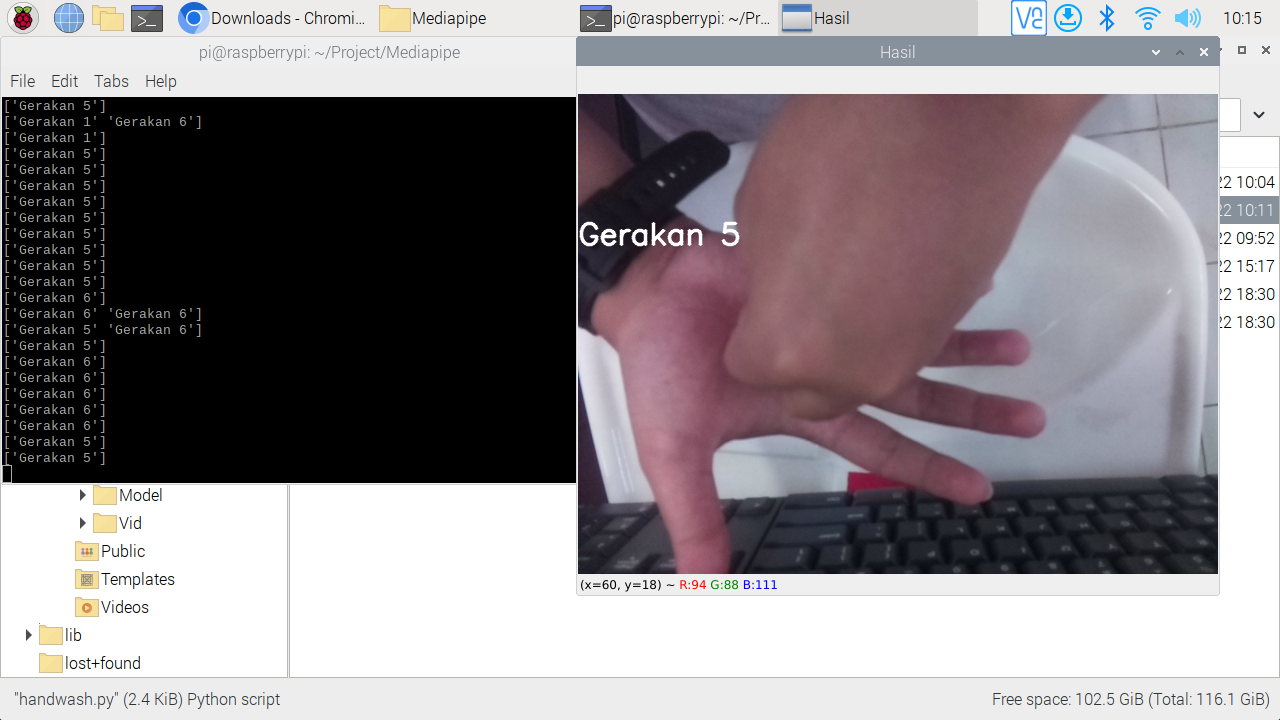 Downloads - Chromi...
Mediapipe
pi@raspberrypi: ~/Pr...
Hasil
10:15
pi@raspberrypi: ~/Project/Mediapipe
File Edit Tabs Help
['Gerakan 5']
['Gerakan 1' 'Gerakan 6']
['Gerakan 1']
['Gerakan 5']
['Gerakan 5']
['Gerakan 5']
['Gerakan 5']
['Gerakan 5']
['Gerakan 5']
['Gerakan 5']
['Gerakan 5']
['Gerakan 5']
['Gerakan 6']
['Gerakan 6' 'Gerakan 6']
['Gerakan 5' 'Gerakan 6']
['Gerakan 5']
['Gerakan 6']
['Gerakan 6']
['Gerakan 6']
['Gerakan 6']
['Gerakan 6']
['Gerakan 5']
['Gerakan 5']
Hasil
Gerakan 5
(x=60, y=18) ~ R:94 G:88 B:111
22 10:04
22 10:11
22 09:52
22 15:17
22 18:30
22 18:30
Model
Vid
Public
Templates
Videos
lib
lost+found
"handwash.py" (2.4 KiB) Python script
Free space: 102.5 GiB (Total: 116.1 GiB)